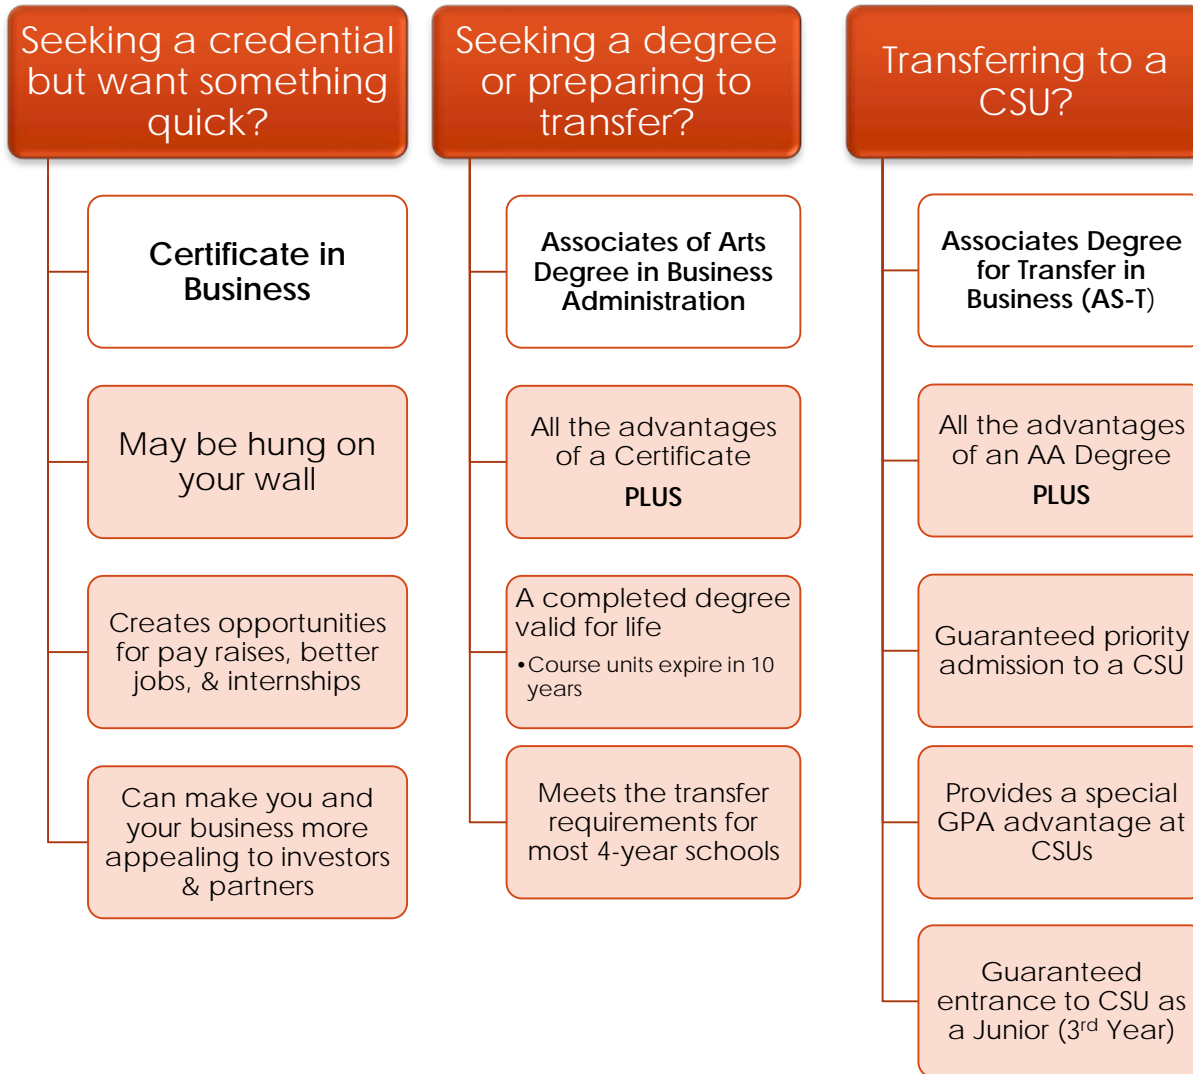 Seeking a credential
but want something
quick?
Certificate in
Business
May be hung on
your wall
Creates opportunities
for pay raises, better
jobs, & internships
Can make you and
your business more
appealing to investors
& partners
Seeking a degree
or preparing to
transfer?
Associates of Arts
Degree in Business
Administration
All the advantages
of a Certificate
PLUS
A completed degree
valid for life
•Course units expire in 10
years
Meets the transfer
requirements for
most 4-year schools
Transferring to a
CSU?
Associates Degree
for Transfer in
Business (AS-T)
All the advantages
of an AA Degree
PLUS
Guaranteed priority
admission to a CSU
Provides a special
GPA advantage at
CSUs
Guaranteed
entrance to CSU as
a Junior (3rd Year)